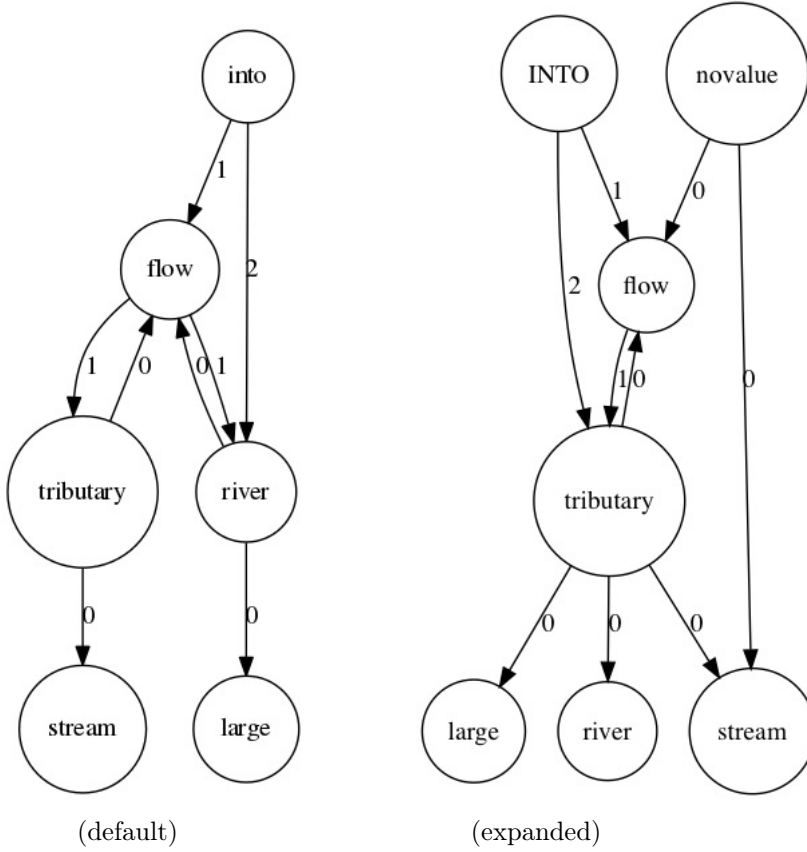 into
INTO
novalue
1
1
0
flow
2
flow
2
1
0
0
1
1
0
0
tributary
river
tributary
0
0
0
0
0
stream
large
large
river
stream
(default)
(expanded)